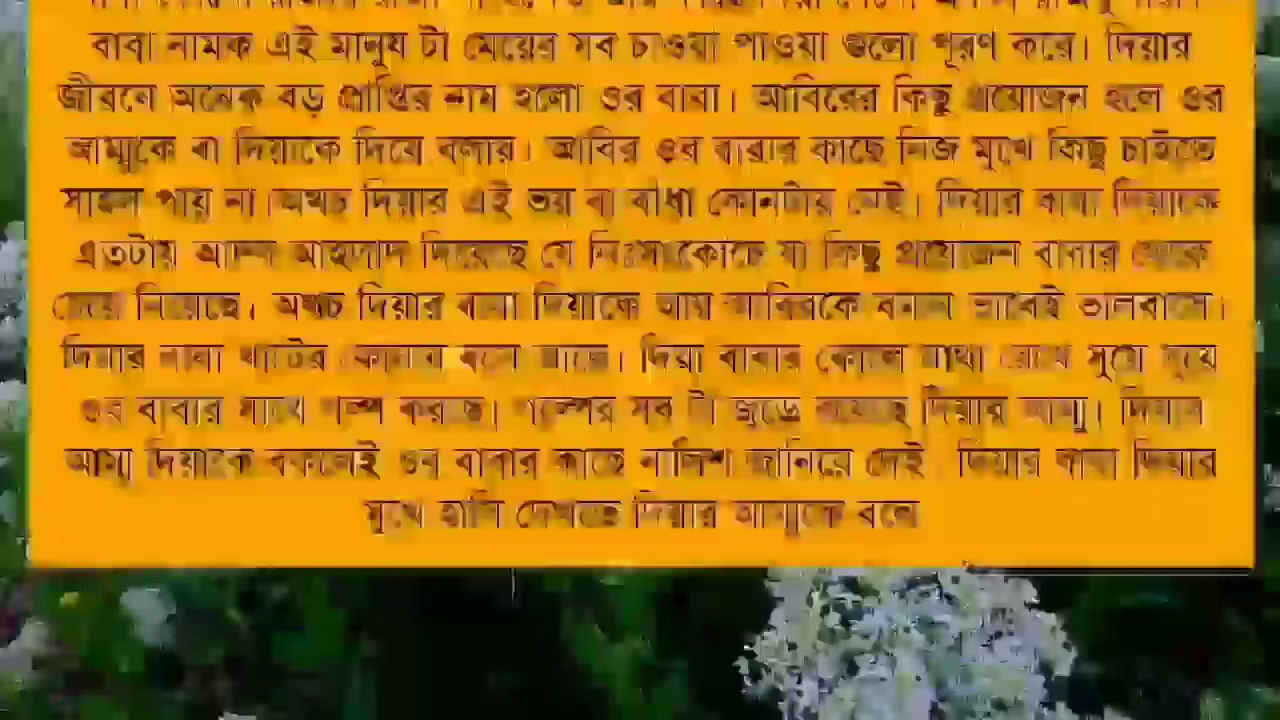 বাবা নামক এই মানুষ টা মেয়ের সব চাওয়া পাওয়া গুলো পূরণ করে। দিয়ার
জীবনে অনেক বড় প্রাপ্তির নাম হলো ওর বাবা। আবিরের কিছু প্রয়োজন হলে ওর
আম্মুকে বা দিয়াকে দিয়ে বলায়। আবির ওর বাবার কাছে নিজ মুখে কিছু চাইতে
সাহস পায় না।অথচ দিয়ার এই ভয় বা বাঁধা কোনটায় নেই। দিয়ার বাবা দিয়াকে
এতটায় আদর আহ্লাদ দিয়েছে যে নিঃসংকোচে যা কিছু প্রয়োজন বাবার থেকে
চেয়ে নিয়েছে। অথচ দিয়ার বাবা দিয়াকে আর আবিরকে সমান ভাবেই ভালবাসে।
দিয়ার বাবা খাটের কোনায় বসে আছে। দিয়া বাবার কোলে মাথা রেখে শুয়ে শুয়ে
ওর বাবার সাথে গল্প করছে। গল্পের সব টা জুড়ে রয়েছে দিয়ার আম্মু। দিয়ার
আম্মু দিয়াকে বকলেই ওর বাবার কাছে নালিশ জানিয়ে দেই। দিয়ার বাবা দিয়ার
মুখে হাসি দেখতে দিয়ার আম্মুকে বলে